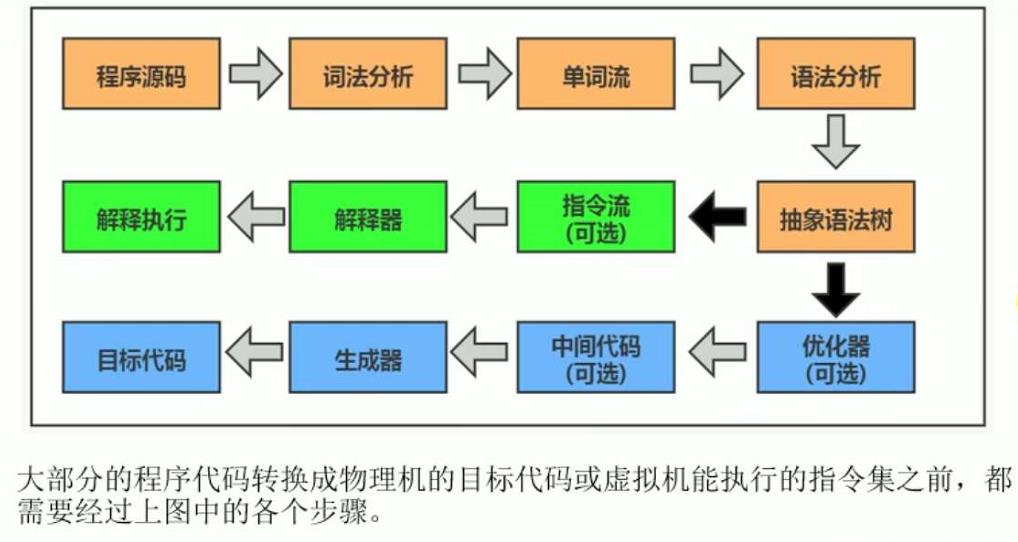 程序源码
词法分析
单词流
语法分析
解释执行
解释器
指令流
(可选)
抽象语法树
目标代码
生成器
中间代码
(可选)
优化器
(可选)
大部分的程序代码转换成物理机的目标代码或虚拟机能执行的指令集之前，都
需要经过上图中的各个步骤。